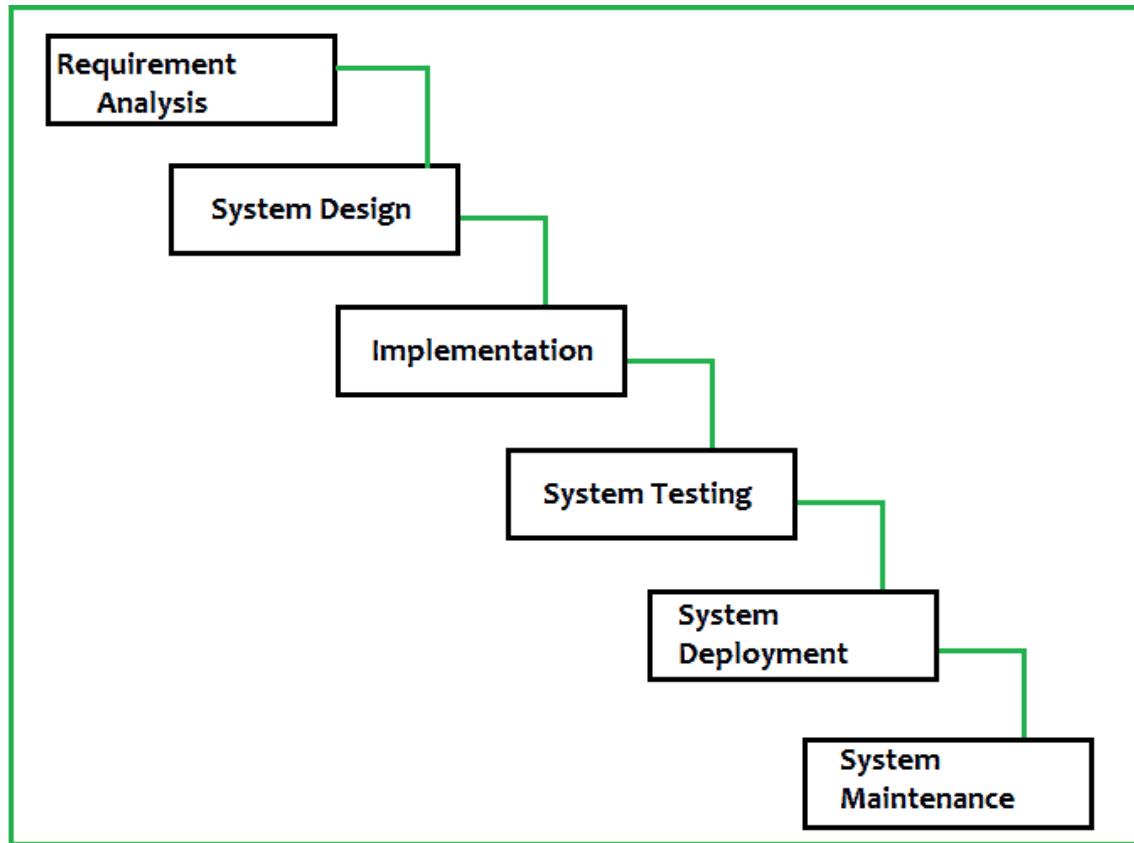 Requirement
Analysis
System Design
Implementation
System Testing
System
Deployment
System
Maintenance